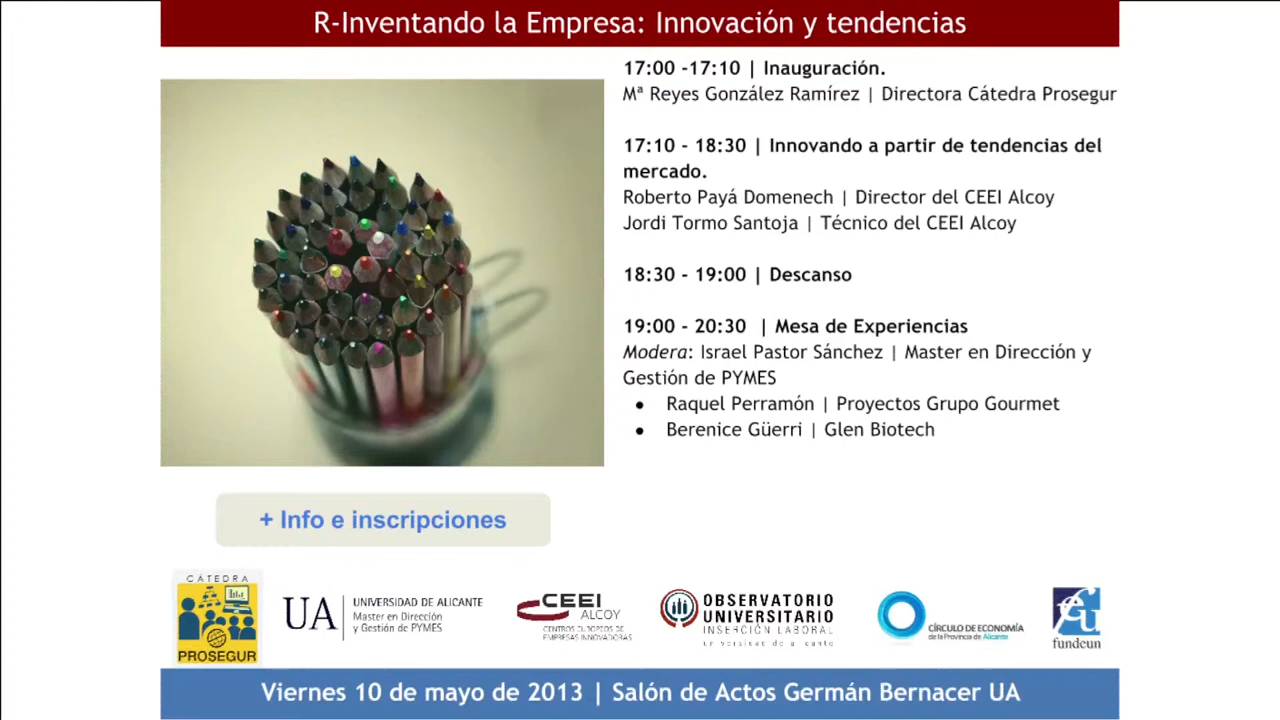 R-Inventando la Empresa: Innovación y tendencias
17:00 -17:10 | Inauguración.
Mª Reyes González Ramírez | Directora Cátedra Prosegur
17:10 - 18:30 | Innovando a partir de tendencias del
mercado.
Roberto Payá Domenech | Director del CEEI Alcoy
Jordi Tormo Santoja | Técnico del CEEI Alcoy
18:30 - 19:00 | Descanso
19:00 - 20:30 | Mesa de Experiencias
Modera: Israel Pastor Sánchez | Master en Dirección y
Gestión de PYMES
• Raquel Perramón | Proyectos Grupo Gourmet
• Berenice Güerri | Glen Biotech
+ Info e inscripciones
CÁTEDRA
PROSEGUR
UA
UNIVERSIDAD DE ALICANTE
Master en Dirección
y Gestión de PYMES
CEEI
ALCOY
CENTROS EUROPEOS DE
EMPRESAS INNOVADORAS
OBSERVATORIO
UNIVERSITARIO
INSERCIÓN LABORAL
CÍRCULO DE ECONOMÍA
de la Provincia de Alicante
fundeun
Viernes 10 de mayo de 2013 | Salón de Actos Germán Bernacer UA